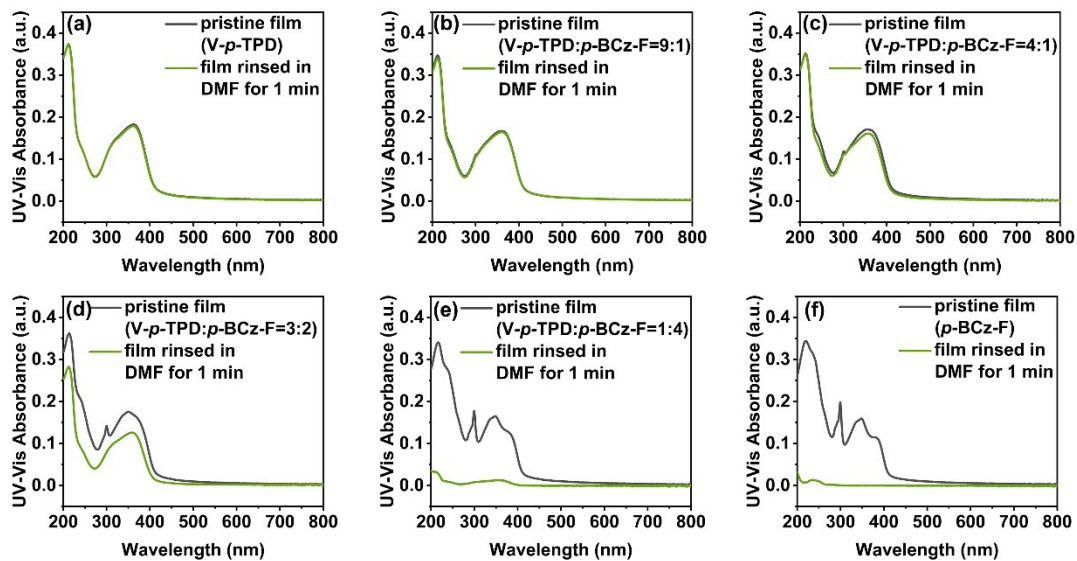 (a)
pristine film
(V-p-TPD)
film rinsed in
DMF for 1 min
UV-Vis Absorbance (a.u.)
0.4
0.3
0.2
0.1
0.0
200 300 400 500 600 700 800
Wavelength (nm)
(b)
pristine film
(V-p-TPD:p-BCz-F=9:1)
film rinsed in
DMF for 1 min
UV-Vis Absorbance (a.u.)
0.4
0.3
0.2
0.1
0.0
200 300 400 500 600 700 800
Wavelength (nm)
(c)
pristine film
(V-p-TPD:p-BCz-F=4:1)
film rinsed in
DMF for 1 min
UV-Vis Absorbance (a.u.)
0.4
0.3
0.2
0.1
0.0
200 300 400 500 600 700 800
Wavelength (nm)
(d)
pristine film
(V-p-TPD:p-BCz-F=3:2)
film rinsed in
DMF for 1 min
UV-Vis Absorbance (a.u.)
0.4
0.3
0.2
0.1
0.0
200 300 400 500 600 700 800
Wavelength (nm)
(e)
pristine film
(V-p-TPD:p-BCz-F=1:4)
film rinsed in
DMF for 1 min
UV-Vis Absorbance (a.u.)
0.4
0.3
0.2
0.1
0.0
200 300 400 500 600 700 800
Wavelength (nm)
(f)
pristine film
(p-BCz-F)
film rinsed in
DMF for 1 min
UV-Vis Absorbance (a.u.)
0.4
0.3
0.2
0.1
0.0
200 300 400 500 600 700 800
Wavelength (nm)